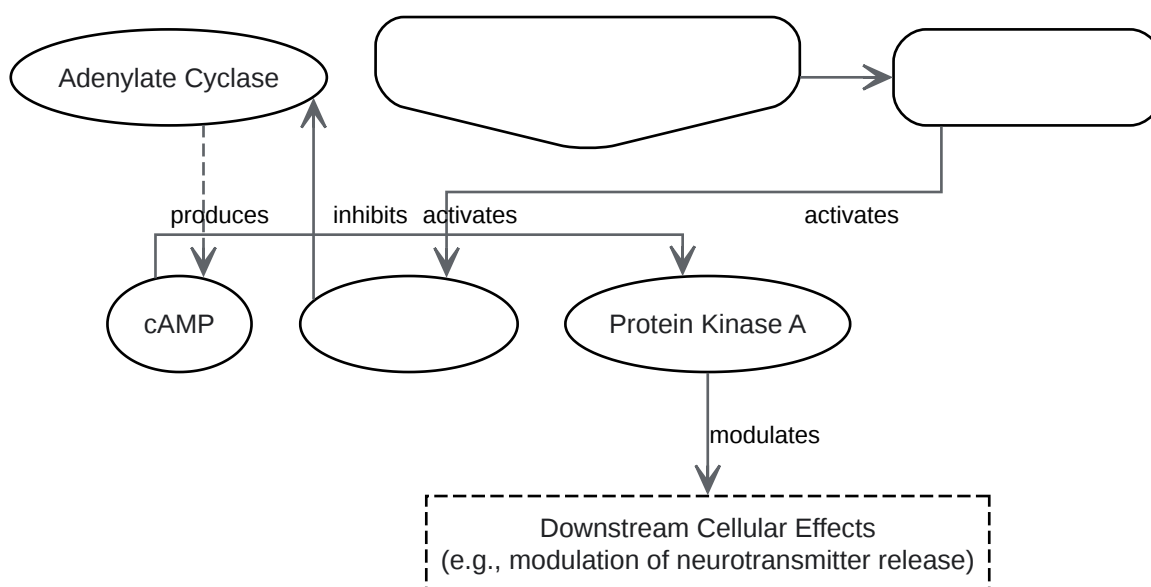 Adenylate Cyclase
produces
inhibits
activates
activates
cAMP
Protein Kinase A
modulates
Downstream Cellular Effects
(e.g., modulation of neurotransmitter release)